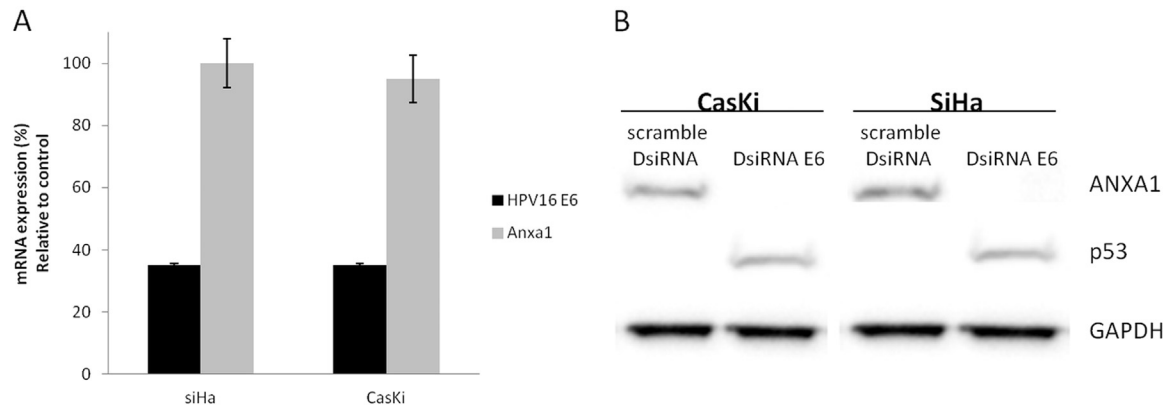 A
mRNA expression (%)
Relative to control
100
80
60
40
20
0
siHa
CasKi
HPV16 E6
Anxa1
B
CasKi
SiHa
scramble
DsiRNA
DsiRNA E6
scramble
DsiRNA
DsiRNA E6
ANXA1
p53
GAPDH